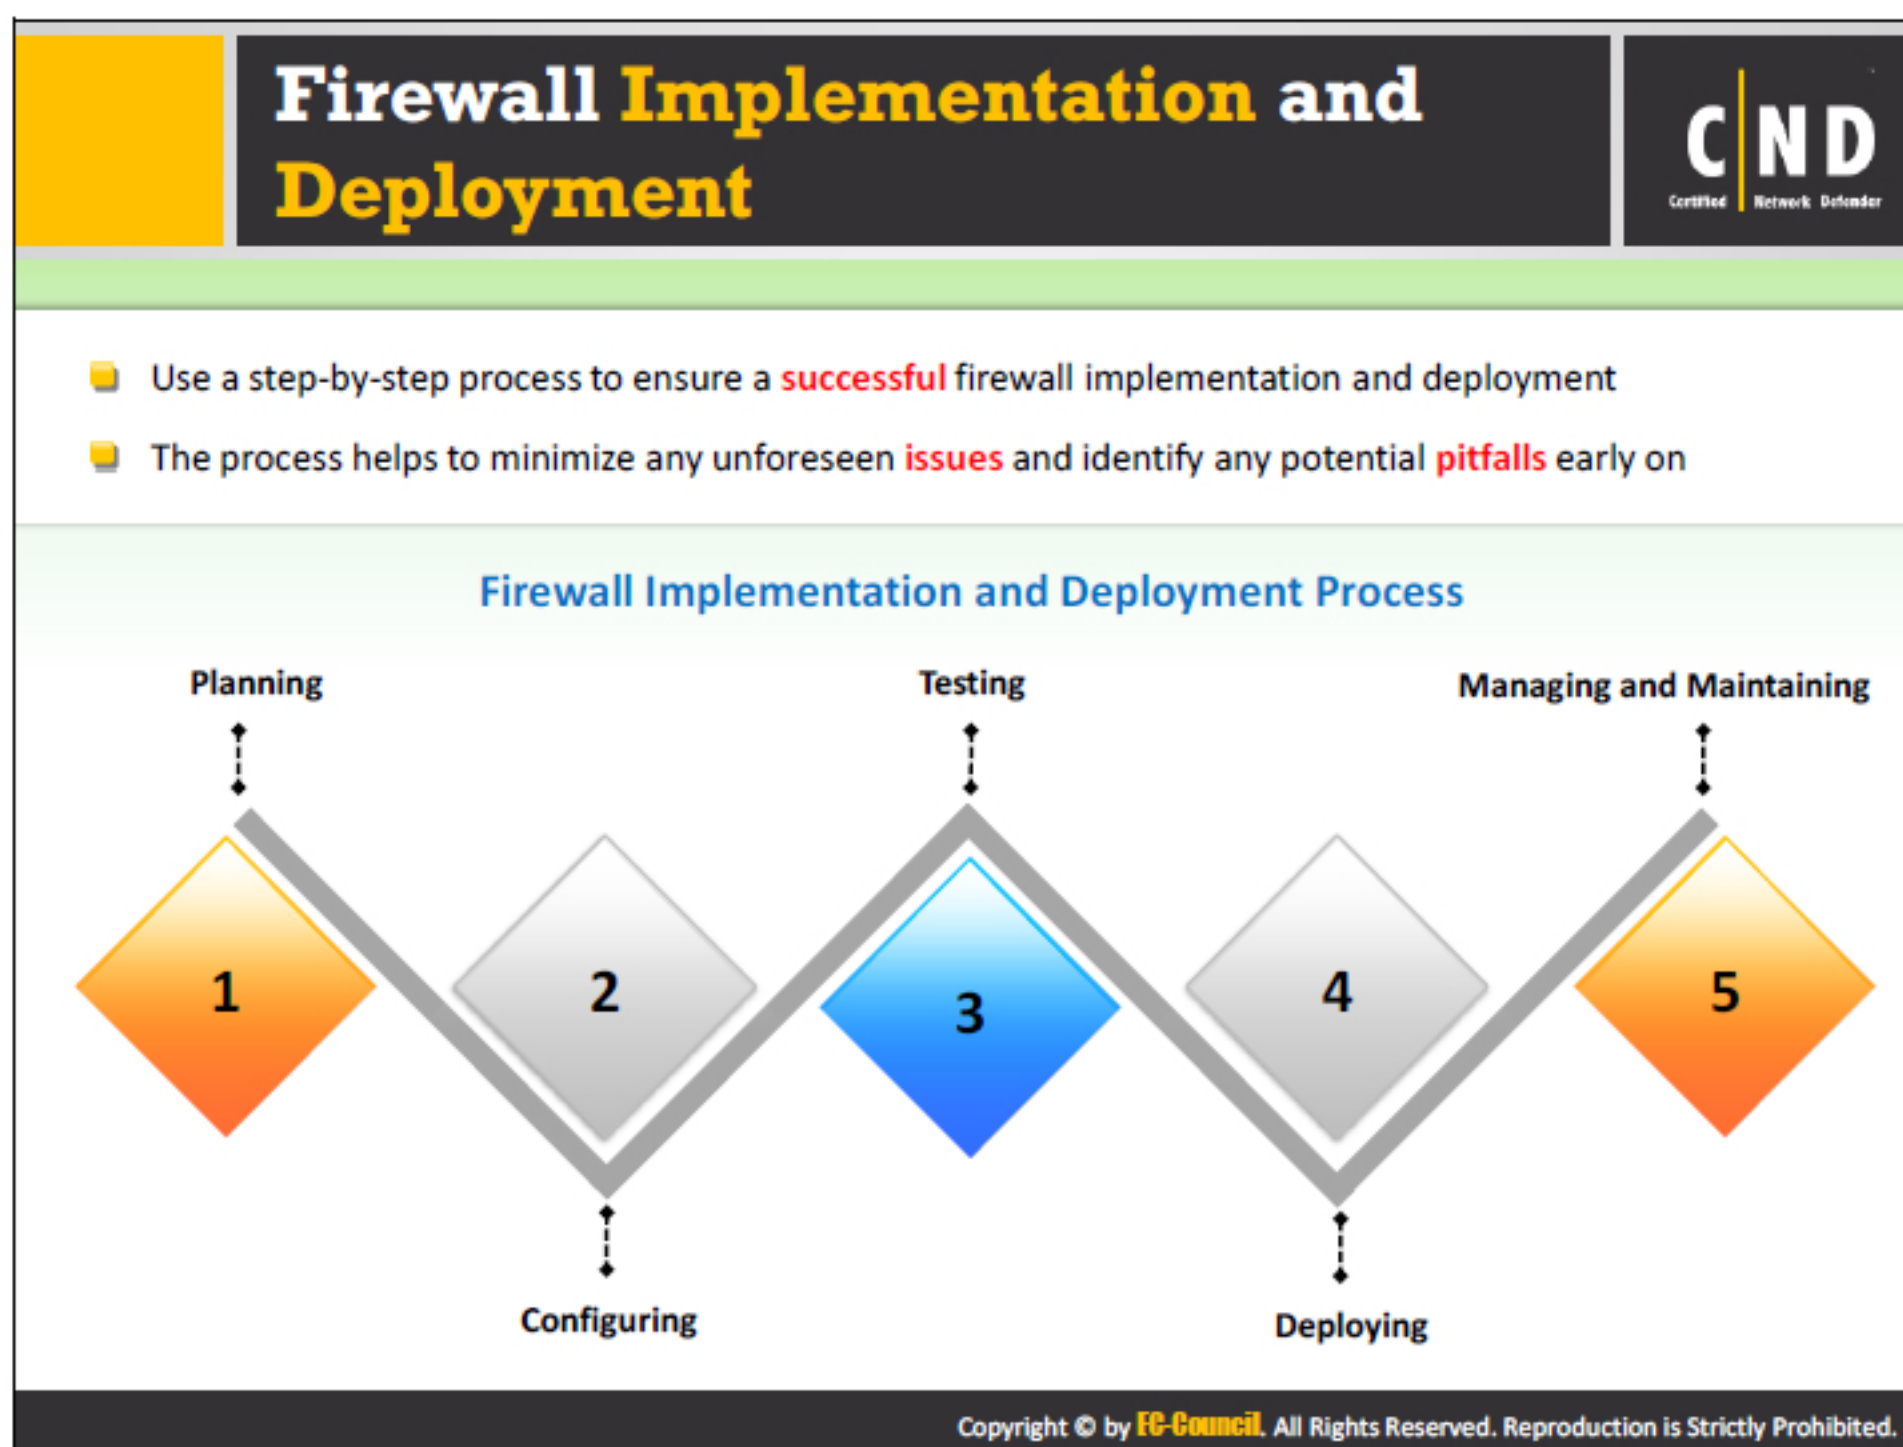 Firewall Implementation and
Deployment
C|ND
Certified Network Defender
Use a step-by-step process to ensure a successful firewall implementation and deployment
The process helps to minimize any unforeseen issues and identify any potential pitfalls early on
Firewall Implementation and Deployment Process
Planning
Testing
Managing and Maintaining
1
2
3
4
5
Configuring
Deploying
Copyright © by EC-Council. All Rights Reserved. Reproduction is Strictly Prohibited.